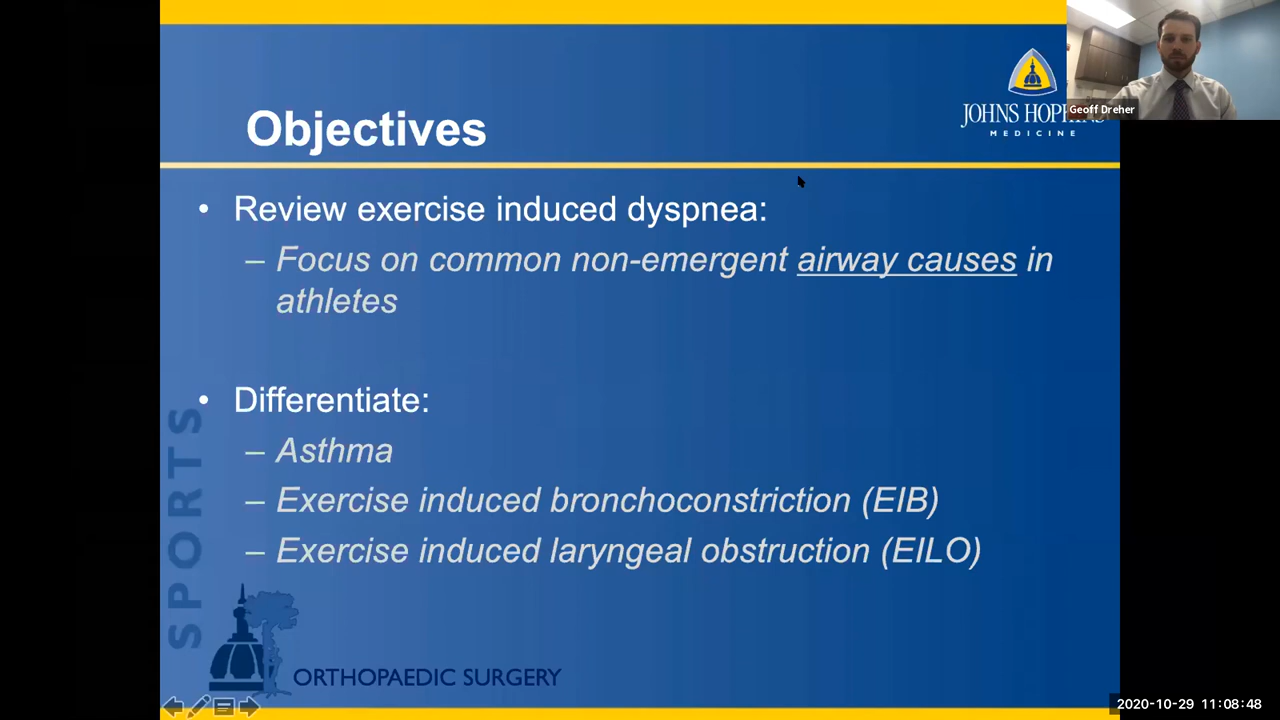 Objectives
JOHNS HOPKINS
MEDICINE
Geoff Dreher
• Review exercise induced dyspnea:
– Focus on common non-emergent airway causes in
athletes
• Differentiate:
– Asthma
– Exercise induced bronchoconstriction (EIB)
– Exercise induced laryngeal obstruction (EILO)
SPORTS
ORTHOPAEDIC SURGERY
2020-10-29 11:08:48